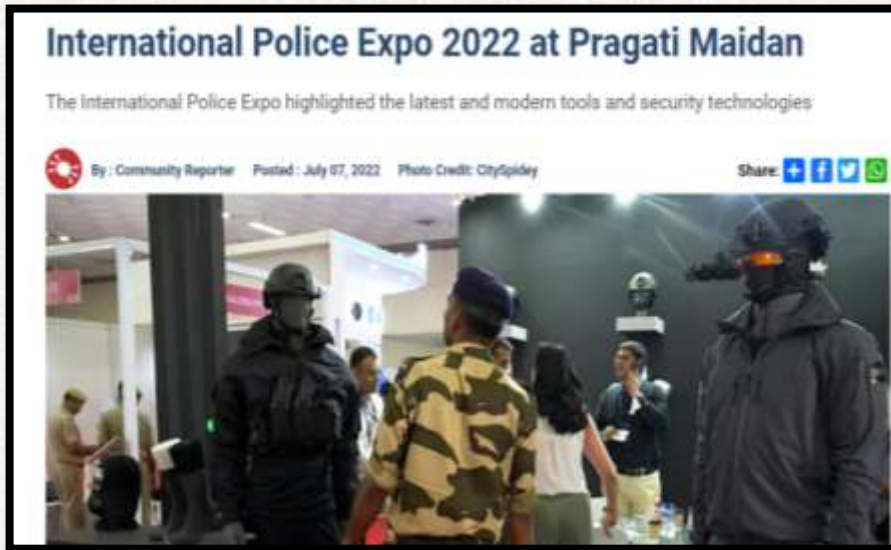 International Police Expo 2022 at Pragati Maidan
The International Police Expo highlighted the latest and modern tools and security technologies
By : Community Reporter Posted : July 07, 2022 Photo Credit: CitySpidey Share: